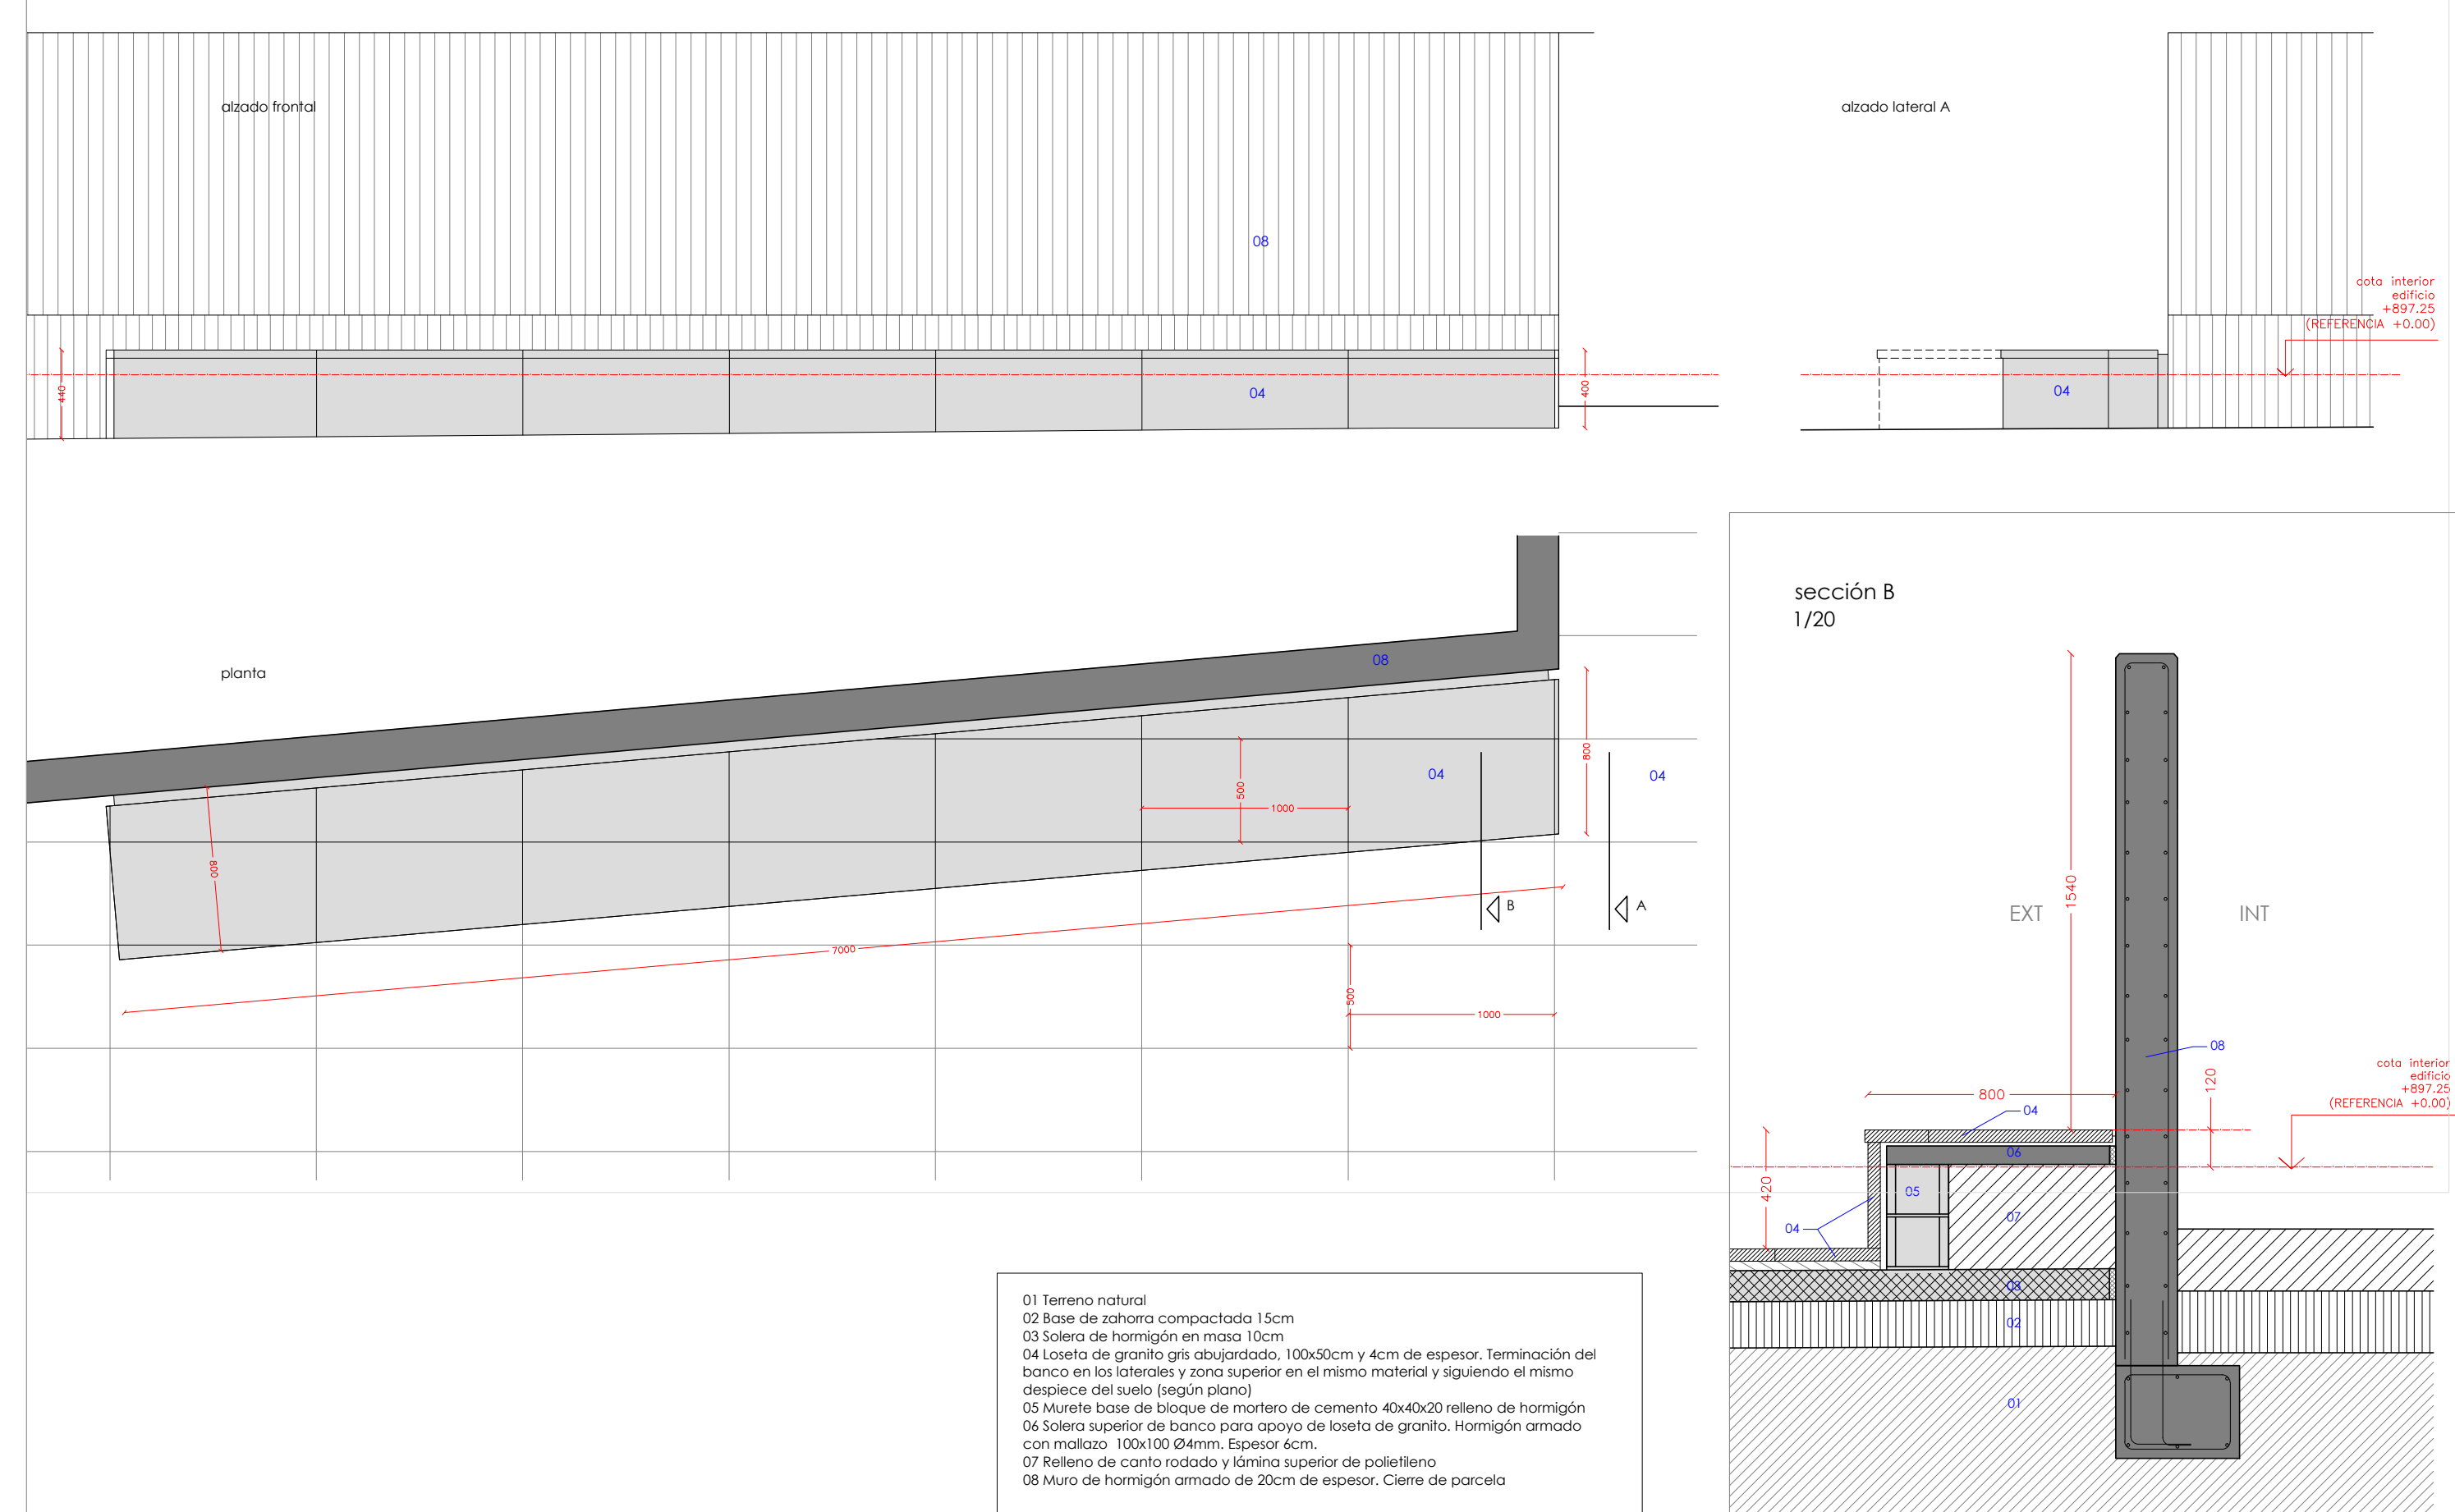 alzado frontal
alzado lateral A
08
cota interior
edificio
+897.25
(REFERENCIA +0.00)
440
04
400
04
sección B
1/20
planta
08
800
500
04
04
1000
800
B
A
7000
500
1000
1540
EXT
INT
08
cota interior
edificio
+897.25
(REFERENCIA +0.00)
120
800
04
06
420
05
04
07
03
02
01
01 Terreno natural
02 Base de zahorra compactada 15cm
03 Solera de hormigón en masa 10cm
04 Loseta de granito gris abujardado, 100x50cm y 4cm de espesor. Terminación del
banco en los laterales y zona superior en el mismo material y siguiendo el mismo
despiece del suelo (según plano)
05 Murete base de bloque de mortero de cemento 40x40x20 relleno de hormigón
06 Solera superior de banco para apoyo de loseta de granito. Hormigón armado
con mallazo 100x100 Ø4mm. Espesor 6cm.
07 Relleno de canto rodado y lámina superior de polietileno
08 Muro de hormigón armado de 20cm de espesor. Cierre de parcela